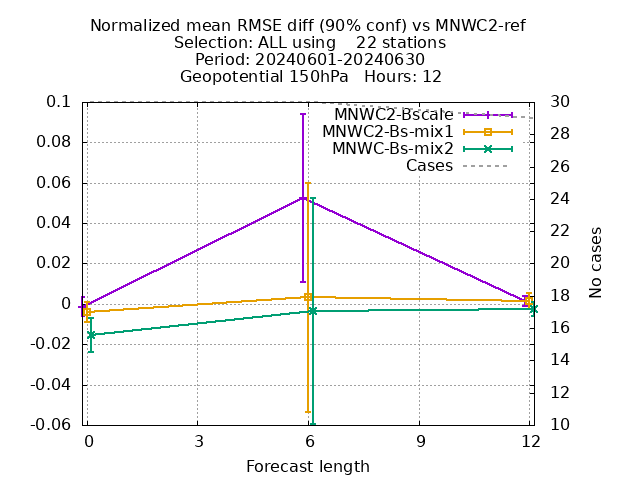 Normalized mean RMSE diff (90% conf) vs MNWC2-ref
Selection: ALL using    22 stations
Period: 20240601-20240630
Geopotential 150hPa   Hours: 12
MNWC2-Bscale
MNWC2-Bs-mix1
MNWC-Bs-mix2
Cases
0.1
0.08
0.06
0.04
0.02
0
-0.02
-0.04
-0.06
30
28
26
24
22
20
18
16
14
12
10
No cases
0 3 6 9 12
Forecast length